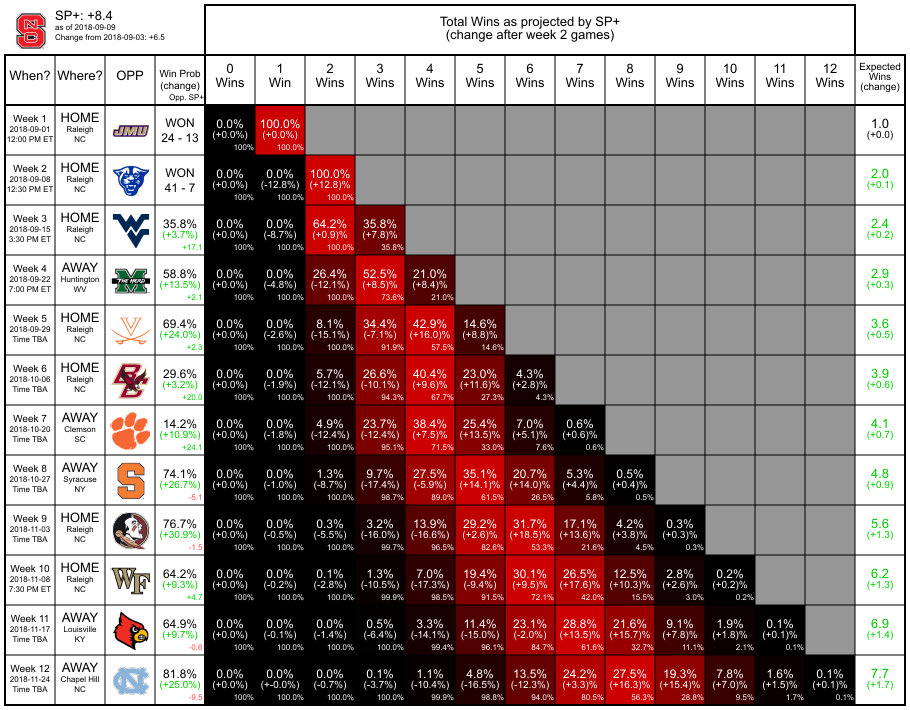 SP+: +8.4
as of 2018-09-09
Change from 2018-09-03: +6.5
Total Wins as projected by SP+
(change after week 2 games)
When? Where? OPP Win Prob (change) Opp. SP+ 0 Wins 1 Win 2 Wins 3 Wins 4 Wins 5 Wins 6 Wins 7 Wins 8 Wins 9 Wins 10 Wins 11 Wins 12 Wins Expected Wins (change)
Week 1 HOME JMU WON 0.0% 100.0% 1.0
2018-09-01 Raleigh 24 - 13 (+0.0%) (+0.0%) (+0.0)
12:00 PM ET NC 100% 100.0%
Week 2 HOME WON 0.0% 0.0% 100.0% 2.0
2018-09-08 Raleigh 41 - 7 (+0.0%) (-12.8%) (+12.8)% (+0.1)
12:30 PM ET NC 100% 100.0% 100.0%
Week 3 HOME 35.8% 0.0% 0.0% 64.2% 35.8% 2.4
2018-09-15 Raleigh (+3.7%) (+0.0%) (-8.7%) (+0.9)% (+7.8)% (+0.2)
3:30 PM ET NC +17.1 100% 100.0% 100.0% 35.8%
Week 4 AWAY THE HERD 58.8% 0.0% 0.0% 26.4% 52.5% 21.0% 2.9
2018-09-22 Huntington (+13.5%) (+0.0%) (-4.8%) (-12.1%) (+8.5)% (+8.4)% (+0.3)
7:00 PM ET WV +2.1 100% 100.0% 100.0% 73.6% 21.0%
Week 5 HOME 69.4% 0.0% 0.0% 8.1% 34.4% 42.9% 14.6% 3.6
2018-09-29 Raleigh (+24.0%) (+0.0%) (-2.6%) (-15.1%) (-7.1%) (+16.0)% (+8.8)% (+0.5)
Time TBA NC +2.3 100% 100.0% 100.0% 91.9% 57.5% 14.6%
Week 6 HOME BC 29.6% 0.0% 0.0% 5.7% 26.6% 40.4% 23.0% 4.3% 3.9
2018-10-06 Raleigh (+3.2%) (+0.0%) (-1.9%) (-12.1%) (-10.1%) (+9.6)% (+11.6)% (+2.8)% (+0.6)
Time TBA NC +20.0 100% 100.0% 100.0% 94.3% 67.7% 27.3% 4.3%
Week 7 AWAY 14.2% 0.0% 0.0% 4.9% 23.7% 38.4% 25.4% 7.0% 0.6% 4.1
2018-10-20 Clemson (+10.9%) (+0.0%) (-1.8%) (-12.4%) (-12.4%) (+7.5)% (+13.5)% (+5.1)% (+0.6)% (+0.7)
Time TBA SC +24.1 100% 100.0% 100.0% 95.1% 71.5% 33.0% 7.6% 0.6%
Week 8 AWAY S 74.1% 0.0% 0.0% 1.3% 9.7% 27.5% 35.1% 20.7% 5.3% 0.5% 4.8
2018-10-27 Syracuse (+26.7%) (+0.0%) (-1.0%) (-8.7%) (-17.4%) (-5.9%) (+14.1)% (+14.0)% (+4.4)% (+0.4)% (+0.9)
Time TBA NY -5.1 100% 100.0% 100.0% 98.7% 89.0% 61.5% 26.5% 5.8% 0.5%
Week 9 HOME 76.7% 0.0% 0.0% 0.3% 3.2% 13.9% 29.2% 31.7% 17.1% 4.2% 0.3% 5.6
2018-11-03 Raleigh (+30.9%) (+0.0%) (-0.5%) (-5.5%) (-16.0%) (-16.6%) (+2.6)% (+18.5)% (+13.6)% (+3.8)% (+0.3)% (+1.3)
Time TBA NC -1.5 100% 100.0% 100.0% 99.7% 96.5% 82.6% 53.3% 21.6% 4.5% 0.3%
Week 10 HOME WF 64.2% 0.0% 0.0% 0.1% 1.3% 7.0% 19.4% 30.1% 26.5% 12.5% 2.8% 0.2% 6.2
2018-11-08 Raleigh (+9.3%) (+0.0%) (-0.2%) (-2.8%) (-10.5%) (-17.3%) (-9.4%) (+9.5)% (+17.6)% (+10.3)% (+2.6)% (+0.2)% (+1.3)
7:30 PM ET NC +4.7 100% 100.0% 100.0% 99.9% 98.5% 91.5% 72.1% 42.0% 15.5% 3.0% 0.2%
Week 11 AWAY 64.9% 0.0% 0.0% 0.0% 0.5% 3.3% 11.4% 23.1% 28.8% 21.6% 9.1% 1.9% 0.1% 6.9
2018-11-17 Louisville (+9.7%) (+0.0%) (-0.1%) (-1.4%) (-6.4%) (-14.1%) (-15.0%) (-2.0%) (+13.5)% (+15.7)% (+7.8)% (+1.8)% (+0.1)% (+1.4)
Time TBA KY -0.6 100% 100.0% 100.0% 100.0% 99.4% 96.1% 84.7% 61.6% 32.7% 11.1% 2.1% 0.1%
Week 12 AWAY NC 81.8% 0.0% 0.0% 0.0% 0.1% 1.1% 4.8% 13.5% 24.2% 27.5% 19.3% 7.8% 1.6% 0.1% 7.7
2018-11-24 Chapel Hill (+25.0%) (+0.0%) (-0.0%) (-0.7%) (-3.7%) (-10.4%) (-16.5%) (-12.3%) (+3.3)% (+16.3)% (+15.4)% (+7.0)% (+1.5)% (+0.1)% (+1.7)
Time TBA NC -9.5 100% 100.0% 100.0% 100.0% 99.9% 98.8% 94.0% 80.5% 56.3% 28.8% 9.5% 1.7% 0.1%